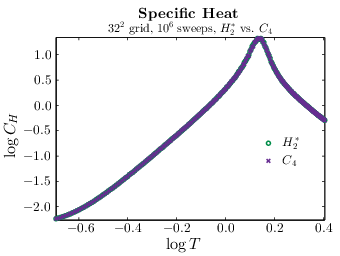 Specific Heat
32² grid, 10⁶ sweeps, H₂* vs. C₄
log C_H
1.0
0.5
0.0
−0.5
−1.0
−1.5
−2.0
H₂*
C₄
−0.6 −0.4 −0.2 0.0 0.2 0.4
log T